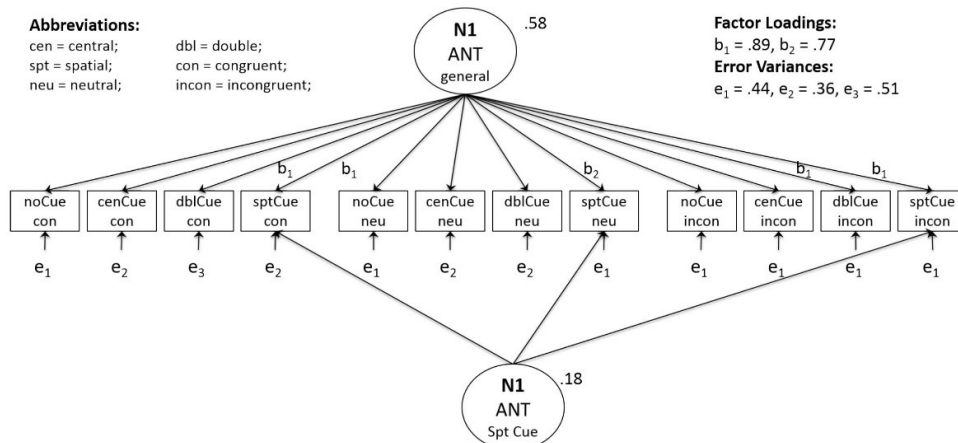 Abbreviations:
cen = central; dbl = double;
spt = spatial; con = congruent;
neu = neutral; incon = incongruent;
N1
ANT
general
.58
Factor Loadings:
b₁ = .89, b₂ = .77
Error Variances:
e₁ = .44, e₂ = .36, e₃ = .51
b₁ b₁ b₂ b₁ b₁
noCue cenCue dblCue sptCue noCue cenCue dblCue sptCue noCue cenCue dblCue sptCue
con con con con neu neu neu neu incon incon incon incon
e₁ e₂ e₃ e₂ e₁ e₂ e₂ e₁ e₁ e₁ e₁ e₁
N1
ANT
Spt Cue
.18